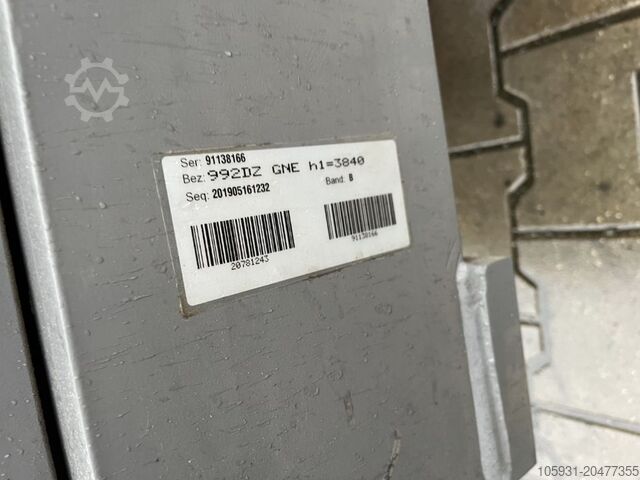 Ser: 91138166
Bez: 992DZ GNE h1=3840
Seq: 201905161232 Band: B
20781243 91138166
105931-20477355